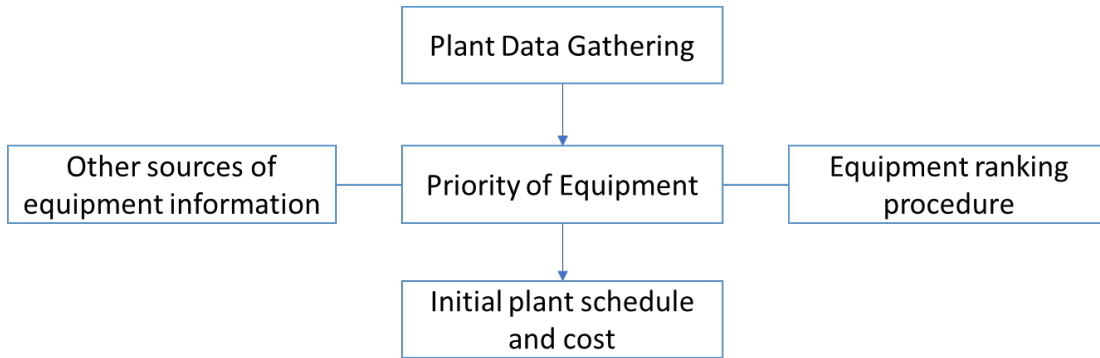 Plant Data Gathering
Other sources of
equipment information
Priority of Equipment
Equipment ranking
procedure
Initial plant schedule
and cost